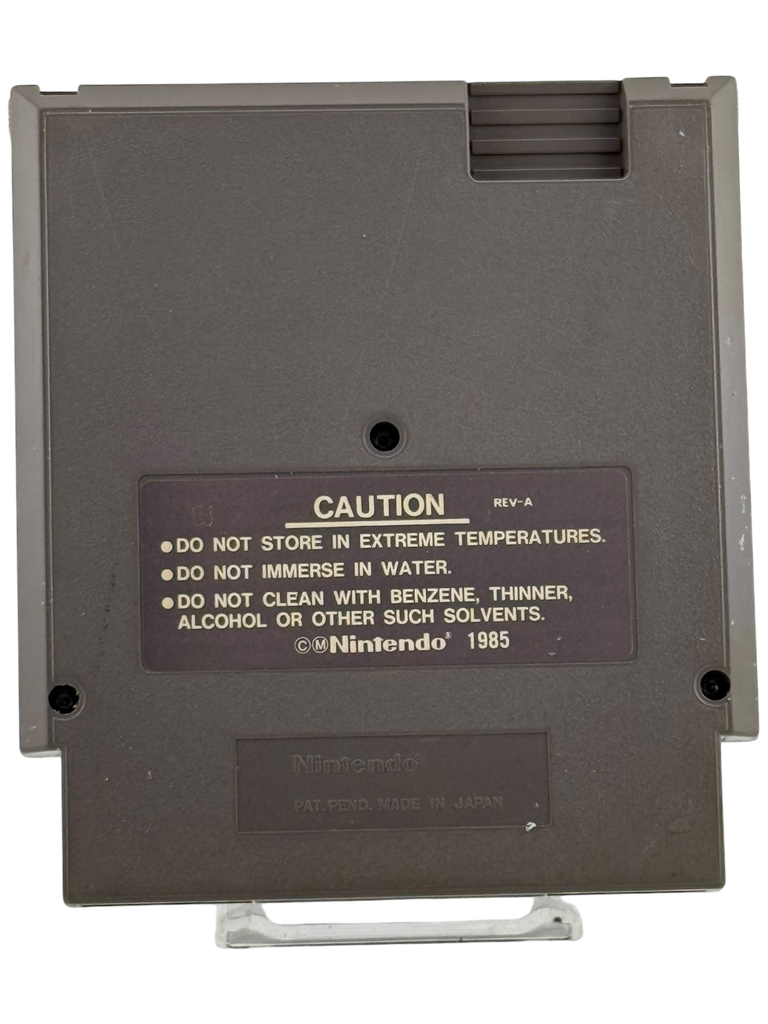 CAUTION REV-A
●DO NOT STORE IN EXTREME TEMPERATURES.
●DO NOT IMMERSE IN WATER.
●DO NOT CLEAN WITH BENZENE, THINNER,
ALCOHOL OR OTHER SUCH SOLVENTS.
©ⓂNintendo® 1985
Nintendo®
PAT. PEND. MADE IN JAPAN